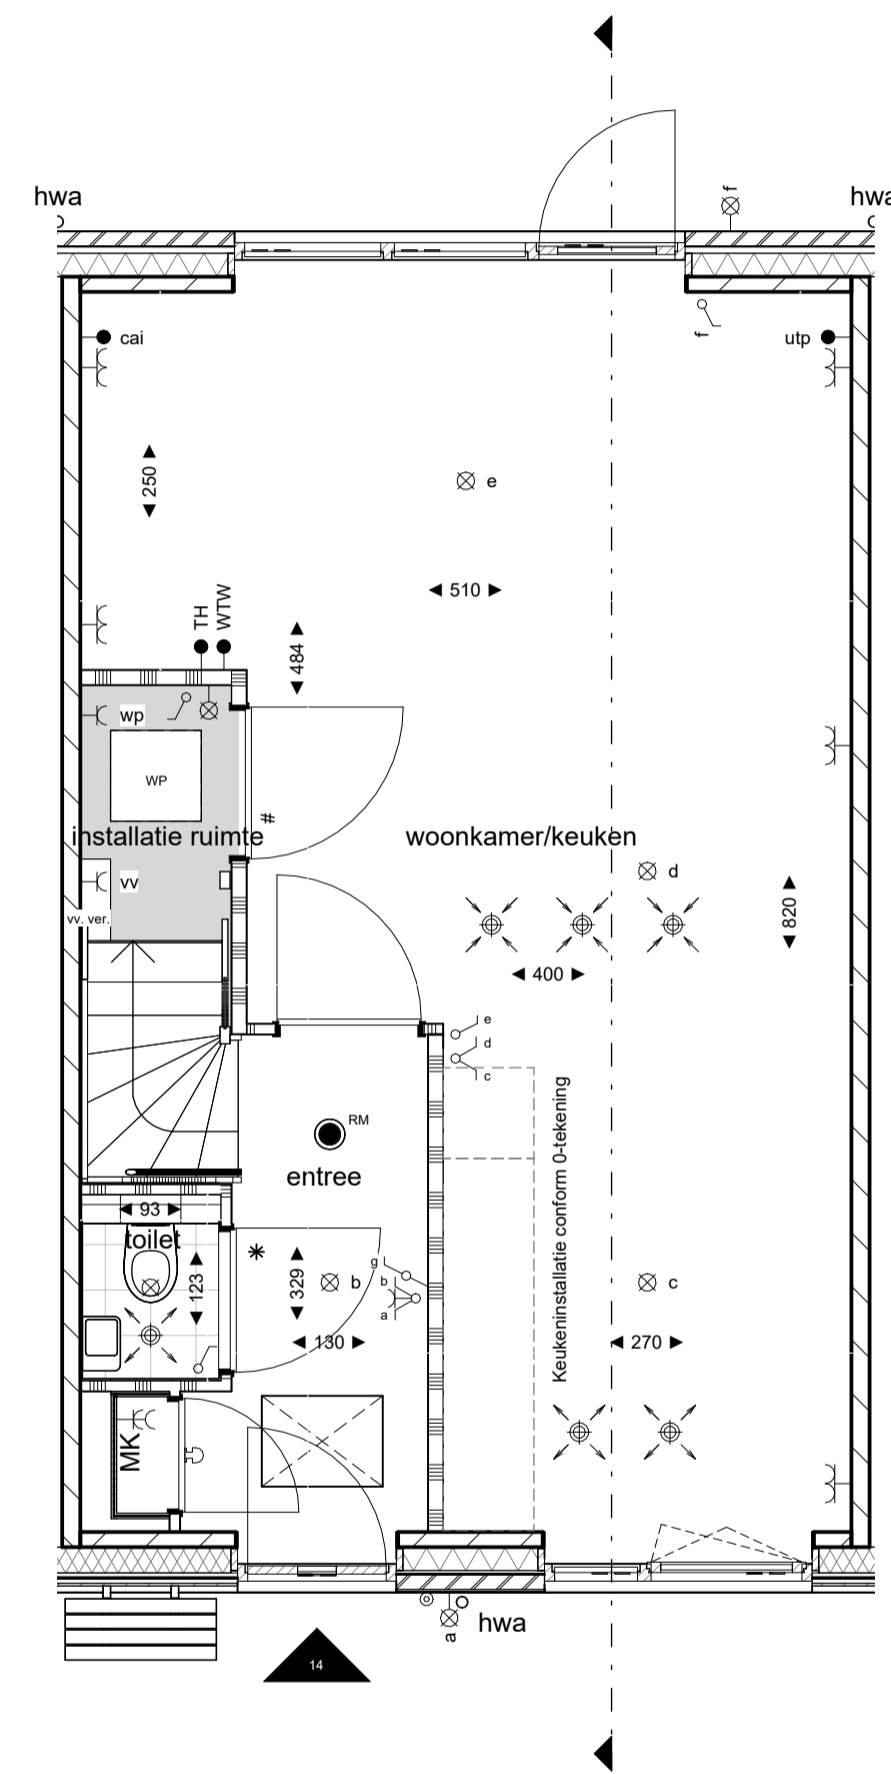 hwa
hwa
f
f
cai
utp
250
e
510
TH
WTW
484
wp
WP
#
installatie ruimte
woonkamer/keuken
d
vv
vv. ver.
820
400
e
d
c
Keukeninstallatie conform 0-tekening
RM
entree
93
toilet
123
329
b
g
b
a
c
130
270
MK
hwa
a
14